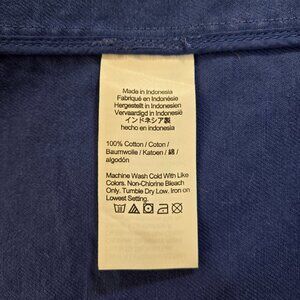 Made in Indonesia
Fabriqué en Indonésie
Hergestellt in Indonesien
Vervaardigd in Indonesia
インドネシア製
hecho en indonesia
100% Cotton / Coton /
Baumwolle / Katoen / 綿 /
algodón
Machine Wash Cold With Like
Colors. Non-Chlorine Bleach
Only. Tumble Dry Low. Iron on
Lowest Setting.